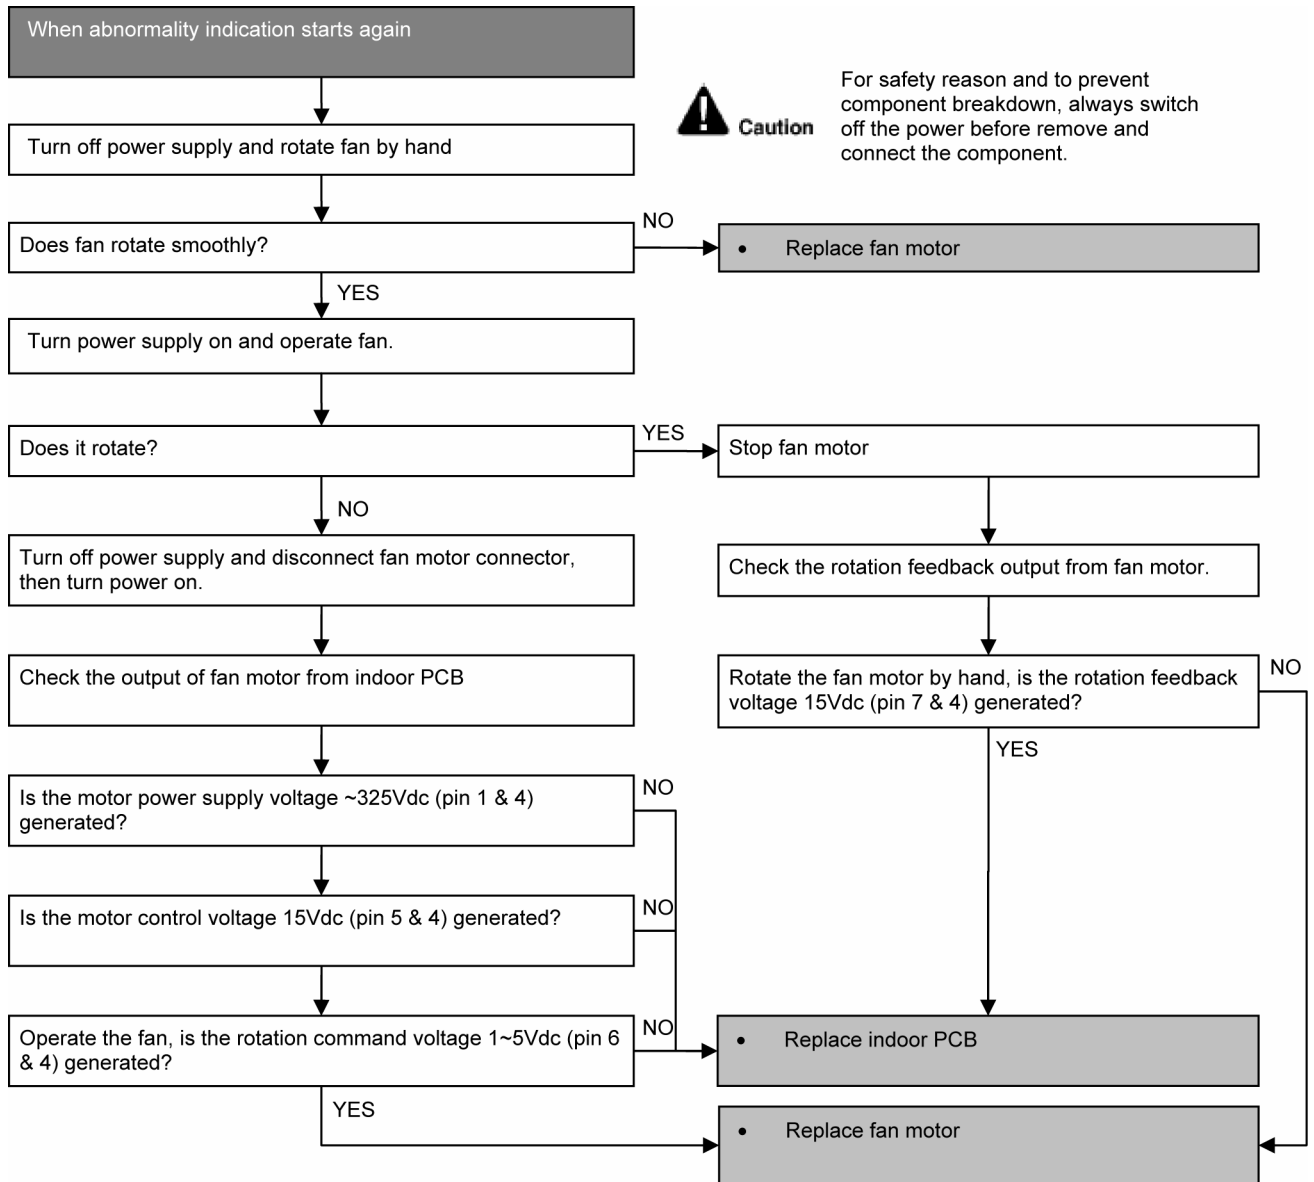 When abnormality indication starts again
For safety reason and to prevent
component breakdown, always switch
off the power before remove and
connect the component.
Caution
Turn off power supply and rotate fan by hand
Does fan rotate smoothly?
NO
• Replace fan motor
YES
Turn power supply on and operate fan.
Does it rotate?
YES
Stop fan motor
NO
Turn off power supply and disconnect fan motor connector,
then turn power on.
Check the rotation feedback output from fan motor.
Check the output of fan motor from indoor PCB
Rotate the fan motor by hand, is the rotation feedback
voltage 15Vdc (pin 7 & 4) generated?
NO
YES
Is the motor power supply voltage ~325Vdc (pin 1 & 4)
generated?
NO
Is the motor control voltage 15Vdc (pin 5 & 4) generated?
NO
Operate the fan, is the rotation command voltage 1~5Vdc (pin 6
& 4) generated?
NO
• Replace indoor PCB
YES
• Replace fan motor